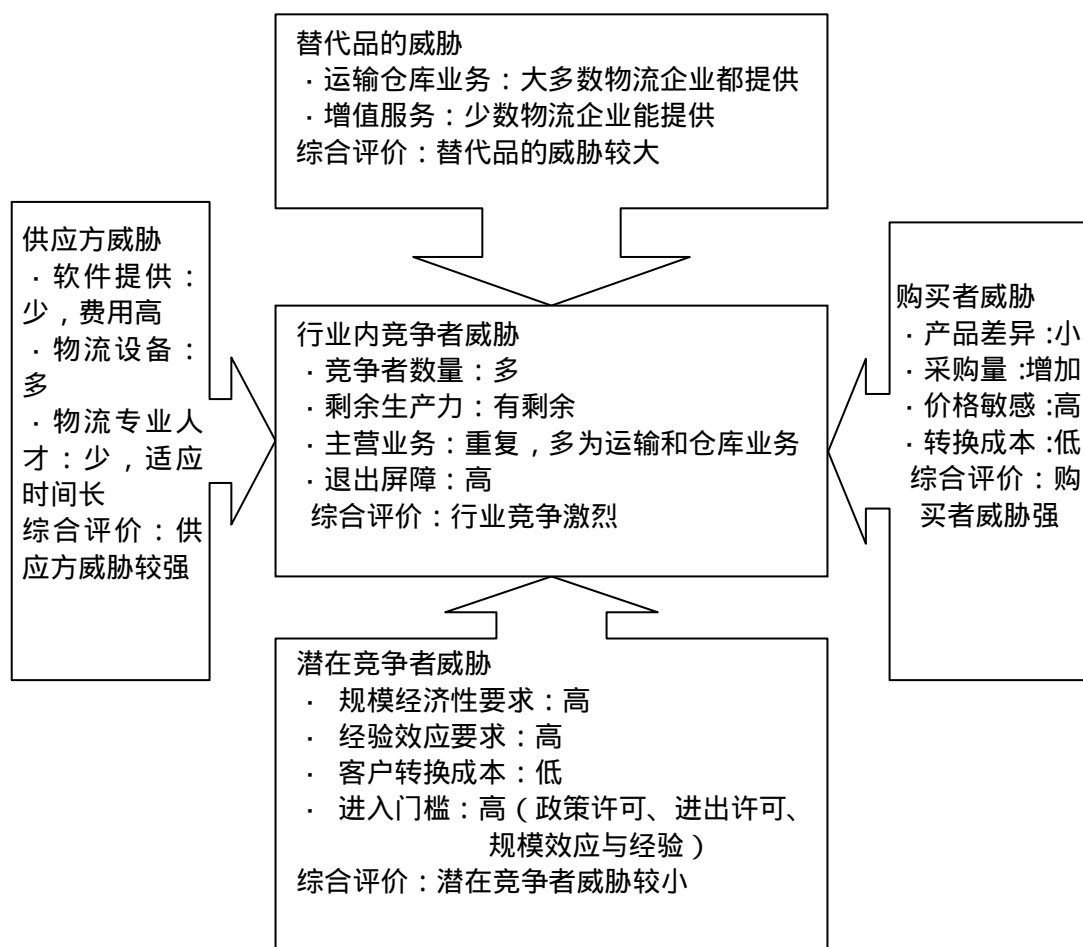 替代品的威胁
· 运输仓库业务：大多数物流企业都提供
· 增值服务：少数物流企业能提供
综合评价：替代品的威胁较大
供应方威胁
· 软件提供：
少，费用高
· 物流设备：
多
· 物流专业人
才：少，适应
时间长
综合评价：供
应方威胁较强
行业内竞争者威胁
· 竞争者数量：多
· 剩余生产力：有剩余
· 主营业务：重复，多为运输和仓库业务
· 退出屏障：高
综合评价：行业竞争激烈
购买者威胁
· 产品差异：小
· 采购量：增加
· 价格敏感：高
· 转换成本：低
综合评价：购
买者威胁强
潜在竞争者威胁
· 规模经济性要求：高
· 经验效应要求：高
· 客户转换成本：低
· 进入门槛：高（政策许可、进出许可、
规模效应与经验）
综合评价：潜在竞争者威胁较小